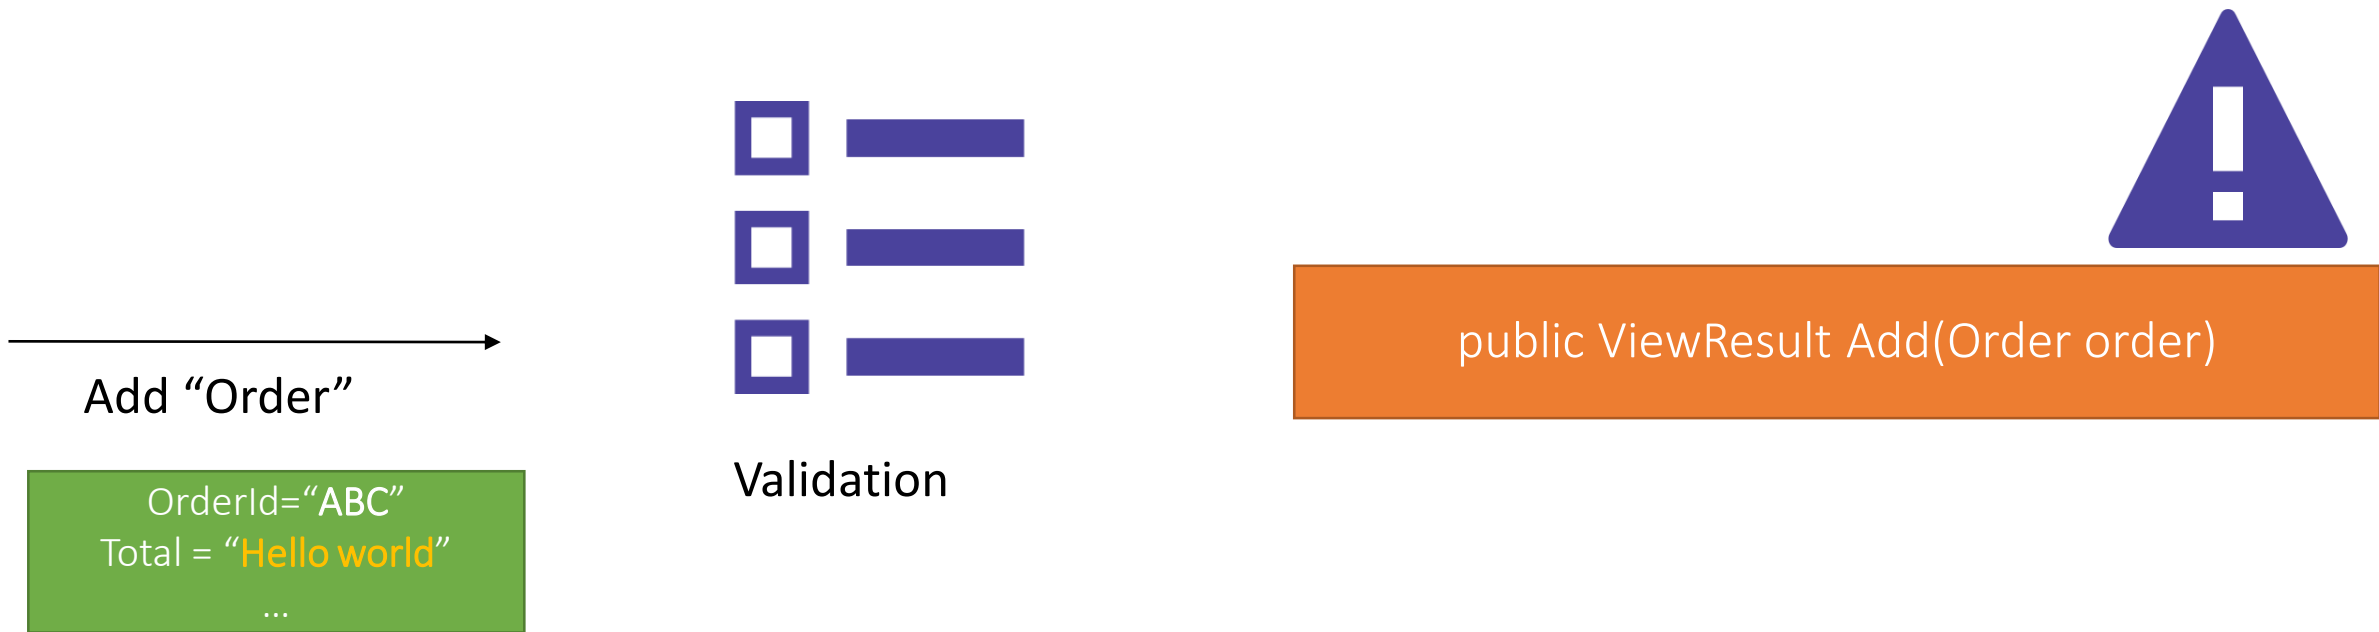 Add “Order”
OrderId=“ABC”
Total = “Hello world”
...
Validation
public ViewResult Add(Order order)